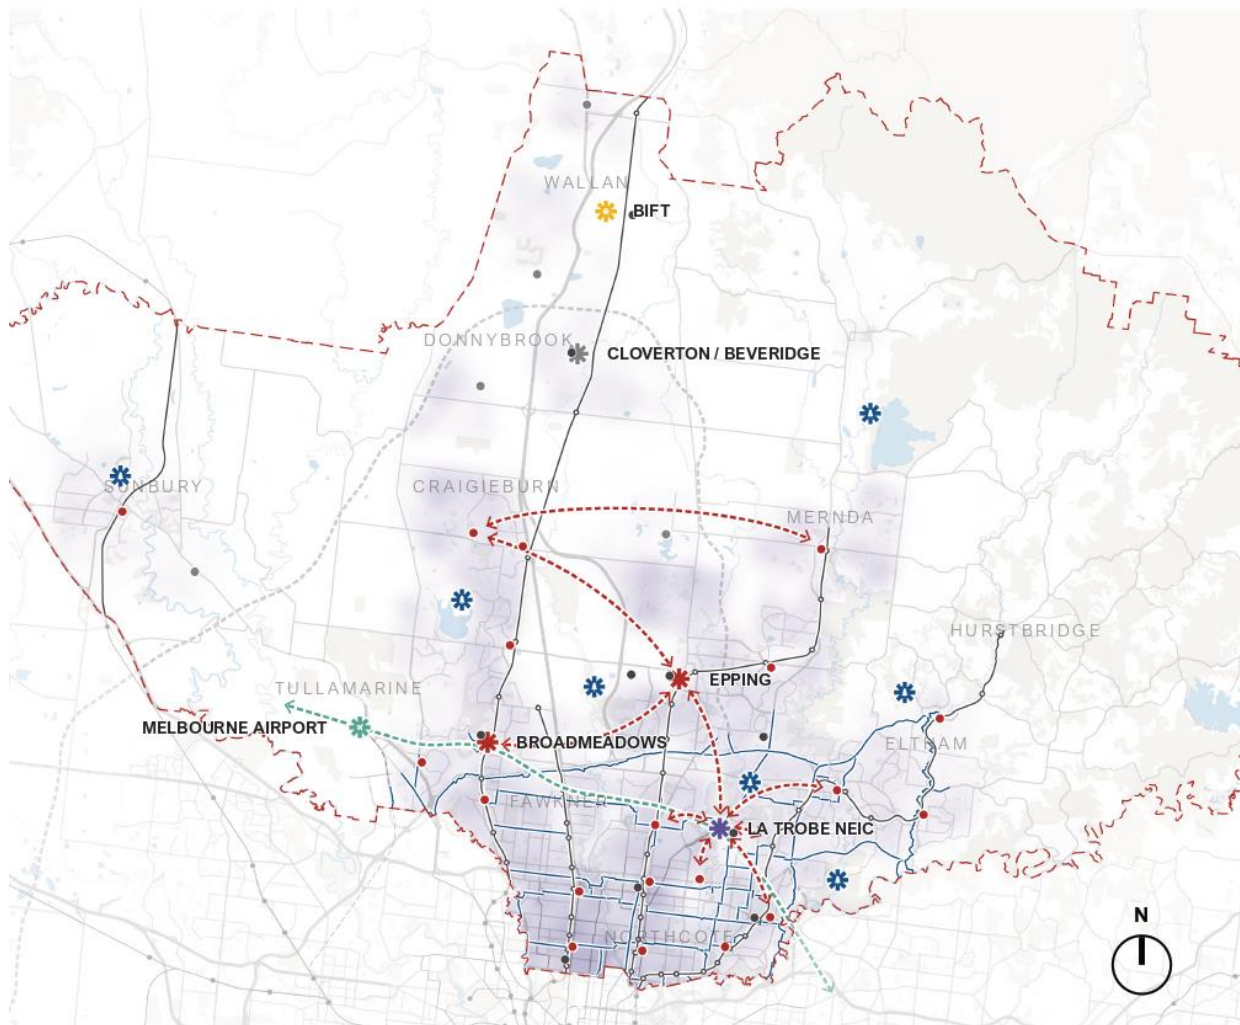 WALLAN
BIFT
DONNYBROOK
CLOVERTON / BEVERIDGE
SUNBURY
CRAIGIEBURN
MERNDA
HURSTBRIDGE
TULLAMARINE
EPPING
MELBOURNE AIRPORT
BROADMEADOWS
ELTHAM
FAWKNER
LA TROBE NEIC
NORTHCOTE
N